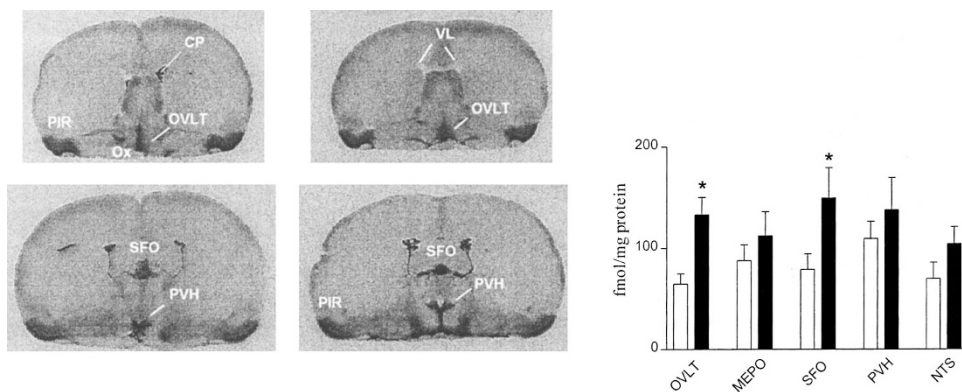 CP
PIR
OVLT
Ox
VL
OVLT
SFO
PVH
SFO
PVH
PIR
fmol/mg protein
200
*
*
100
0
OVLT
MEPO
SFO
PVH
NTS